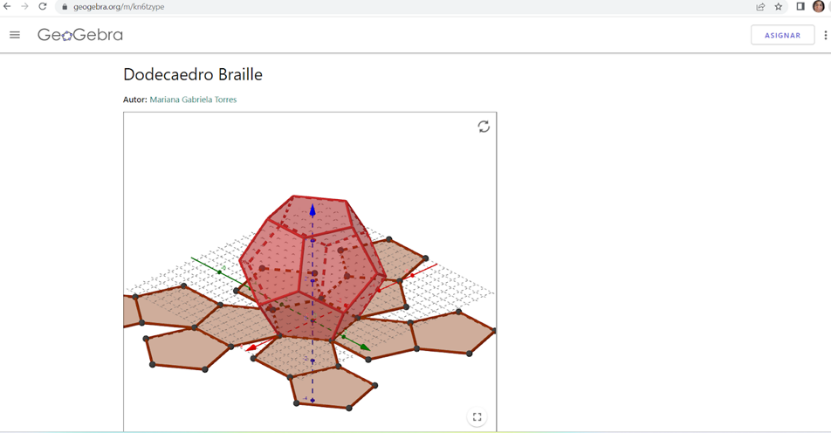 geogebra.org/m/kn6tzype
GeoGebra
ASIGNAR
Dodecaedro Braille
Autor: Mariana Gabriela Torres